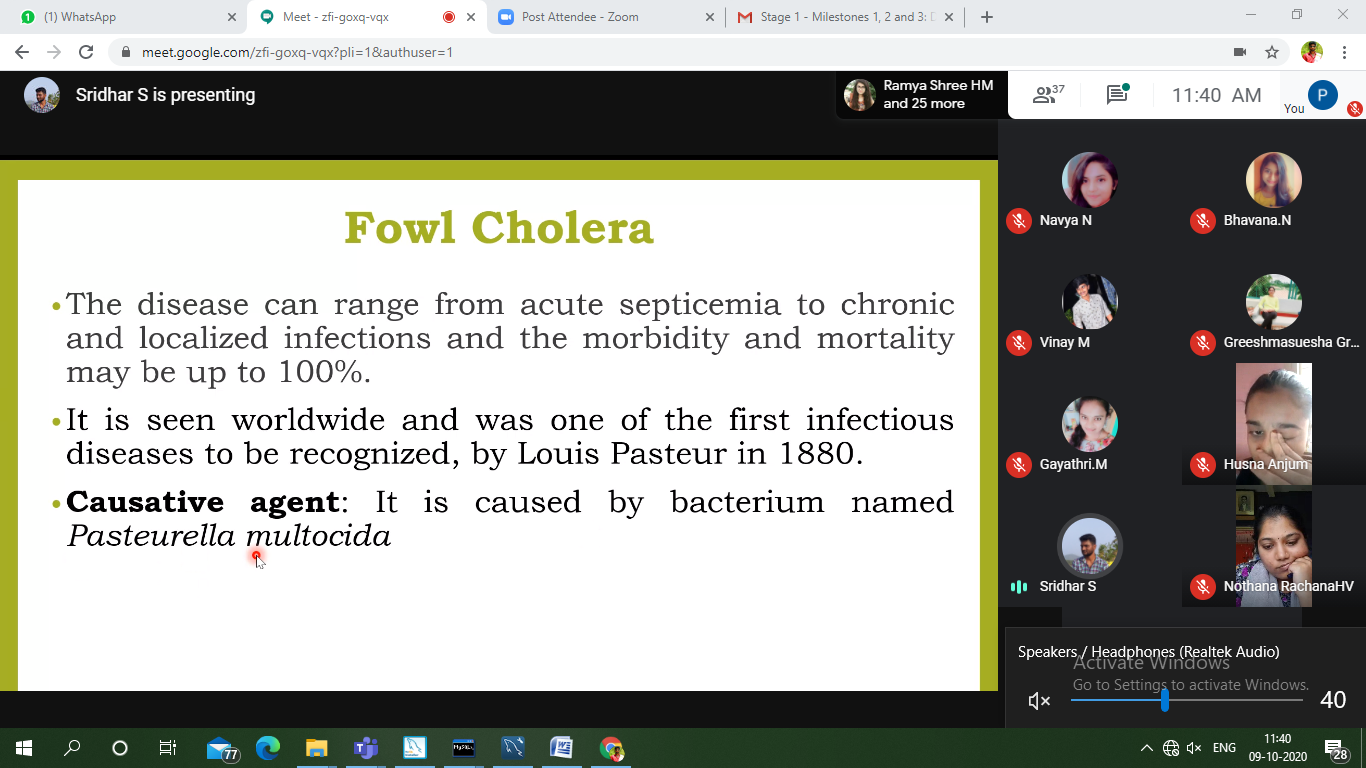 (1) WhatsApp
Meet - zfi-goxq-vqx
Post Attendee - Zoom
Stage 1 - Milestones 1, 2 and 3:
meet.google.com/zfi-goxq-vqx?pli=1&authuser=1
Sridhar S is presenting
Ramya Shree HM
and 25 more
37
11:40 AM
You
P
Fowl Cholera
•The disease can range from acute septicemia to chronic
and localized infections and the morbidity and mortality
may be up to 100%.
•It is seen worldwide and was one of the first infectious
diseases to be recognized, by Louis Pasteur in 1880.
•Causative agent: It is caused by bacterium named
Pasteurella multocida
Navya N
Bhavana.N
Vinay M
Greeshmasuesha Gr...
Gayathri.M
Husna Anjum
Sridhar S
Nothana RachanaHV
Speakers / Headphones (Realtek Audio)
Activate Windows
Go to Settings to activate Windows.
40
77
ENG
11:40
09-10-2020
28